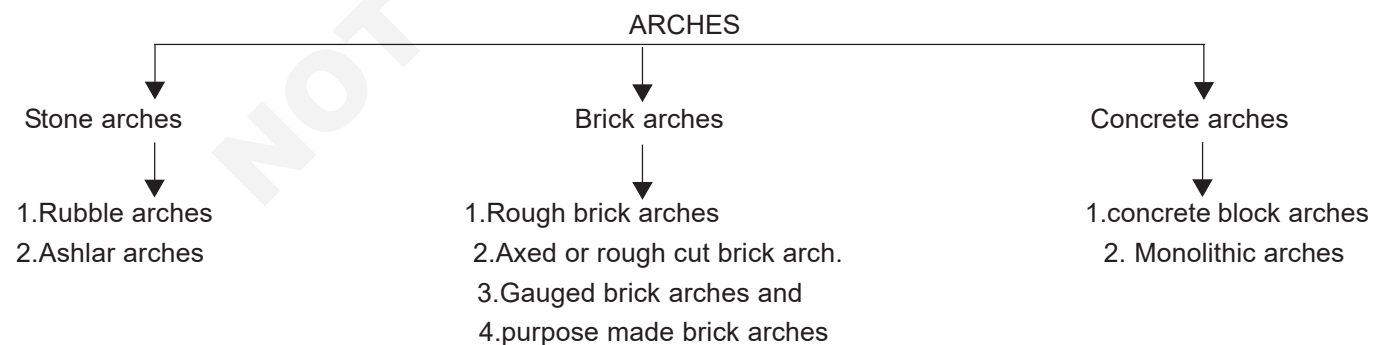 ARCHES
Stone arches
Brick arches
Concrete arches
1.Rubble arches
2.Ashlar arches
1.Rough brick arches
2.Axed or rough cut brick arch.
3.Gauged brick arches and
4.purpose made brick arches
1.concrete block arches
2. Monolithic arches
NOT